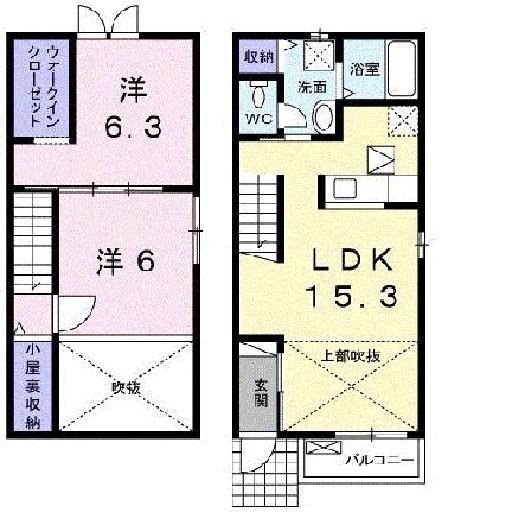 ウォークイン
クローゼット
洋
6.3
洋6
小屋裏収納
吹抜
収納
洗面
浴室
WC
LDK
15.3
上部吹抜
玄関
バルコニー